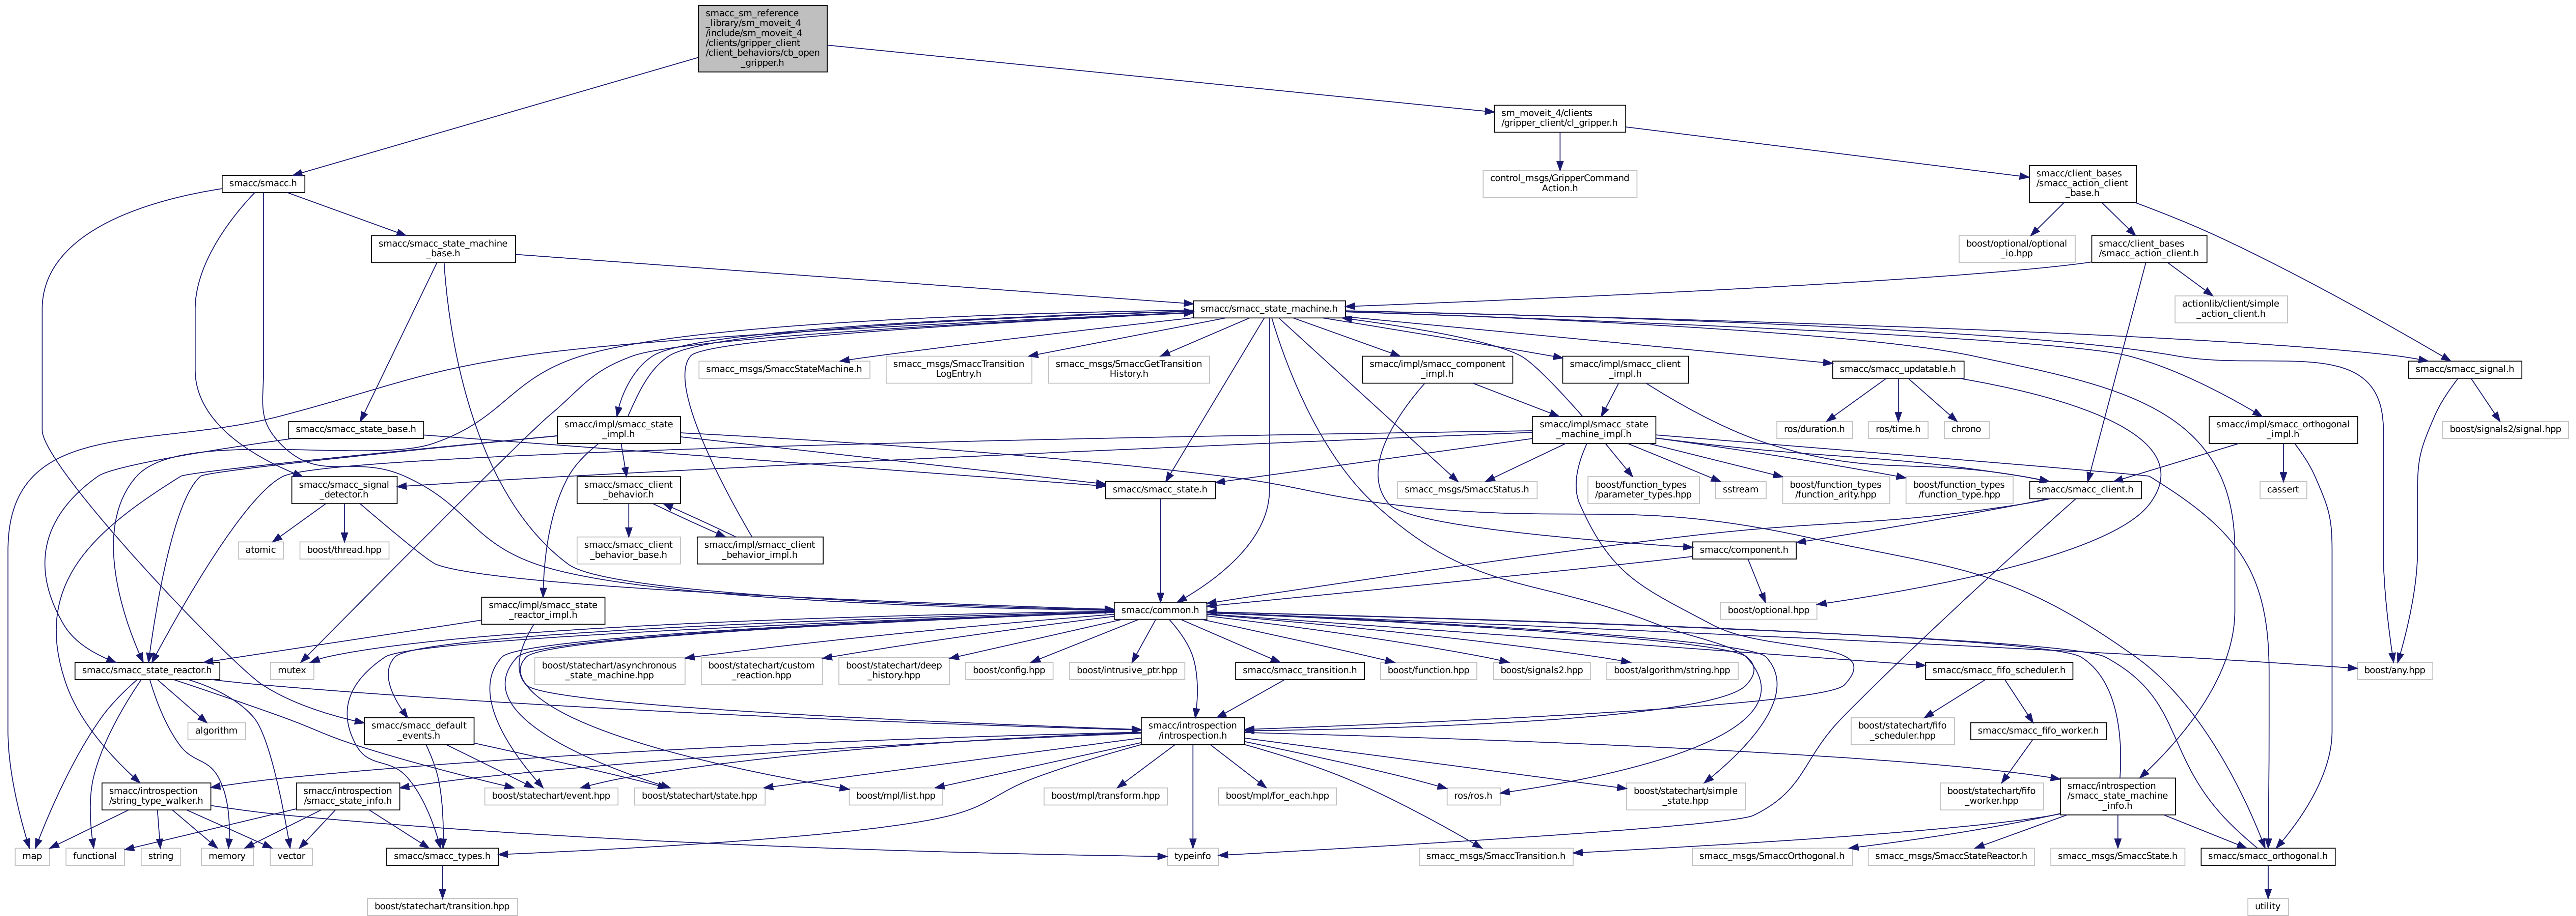 smacc_sm_reference
_library/sm_moveit_4
/include/sm_moveit_4
/clients/gripper_client
/client_behaviors/cb_open
_gripper.h
sm_moveit_4/clients
/gripper_client/cl_gripper.h
smacc/smacc.h
control_msgs/GripperCommand
Action.h
smacc/client_bases
/smacc_action_client
_base.h
smacc/smacc_state_machine
_base.h
boost/optional/optional
_io.hpp
smacc/client_bases
/smacc_action_client.h
smacc/smacc_state_machine.h
actionlib/client/simple
_action_client.h
smacc_msgs/SmaccStateMachine.h
smacc_msgs/SmaccTransition
LogEntry.h
smacc_msgs/SmaccGetTransition
History.h
smacc/impl/smacc_component
_impl.h
smacc/impl/smacc_client
_impl.h
smacc/smacc_updatable.h
smacc/smacc_signal.h
smacc/smacc_state_base.h
smacc/impl/smacc_state
_impl.h
smacc/impl/smacc_state
_machine_impl.h
ros/duration.h
ros/time.h
chrono
smacc/impl/smacc_orthogonal
_impl.h
boost/signals2/signal.hpp
smacc/smacc_signal
_detector.h
smacc/smacc_client
_behavior.h
smacc/smacc_state.h
smacc_msgs/SmaccStatus.h
boost/function_types
/parameter_types.hpp
sstream
boost/function_types
/function_arity.hpp
boost/function_types
/function_type.hpp
smacc/smacc_client.h
cassert
atomic
boost/thread.hpp
smacc/smacc_client
_behavior_base.h
smacc/impl/smacc_client
_behavior_impl.h
smacc/component.h
smacc/impl/smacc_state
_reactor_impl.h
smacc/common.h
boost/optional.hpp
smacc/smacc_state_reactor.h
mutex
boost/statechart/asynchronous
_state_machine.hpp
boost/statechart/custom
_reaction.hpp
boost/statechart/deep
_history.hpp
boost/config.hpp
boost/intrusive_ptr.hpp
smacc/smacc_transition.h
boost/function.hpp
boost/signals2.hpp
boost/algorithm/string.hpp
smacc/smacc_fifo_scheduler.h
boost/any.hpp
algorithm
smacc/smacc_default
_events.h
smacc/introspection
/introspection.h
boost/statechart/fifo
_scheduler.hpp
smacc/smacc_fifo_worker.h
smacc/introspection
/string_type_walker.h
smacc/introspection
/smacc_state_info.h
boost/statechart/event.hpp
boost/statechart/state.hpp
boost/mpl/list.hpp
boost/mpl/transform.hpp
boost/mpl/for_each.hpp
ros/ros.h
boost/statechart/simple
_state.hpp
boost/statechart/fifo
_worker.hpp
smacc/introspection
/smacc_state_machine
_info.h
map
functional
string
memory
vector
smacc/smacc_types.h
typeinfo
smacc_msgs/SmaccTransition.h
smacc_msgs/SmaccOrthogonal.h
smacc_msgs/SmaccStateReactor.h
smacc_msgs/SmaccState.h
smacc/smacc_orthogonal.h
boost/statechart/transition.hpp
utility